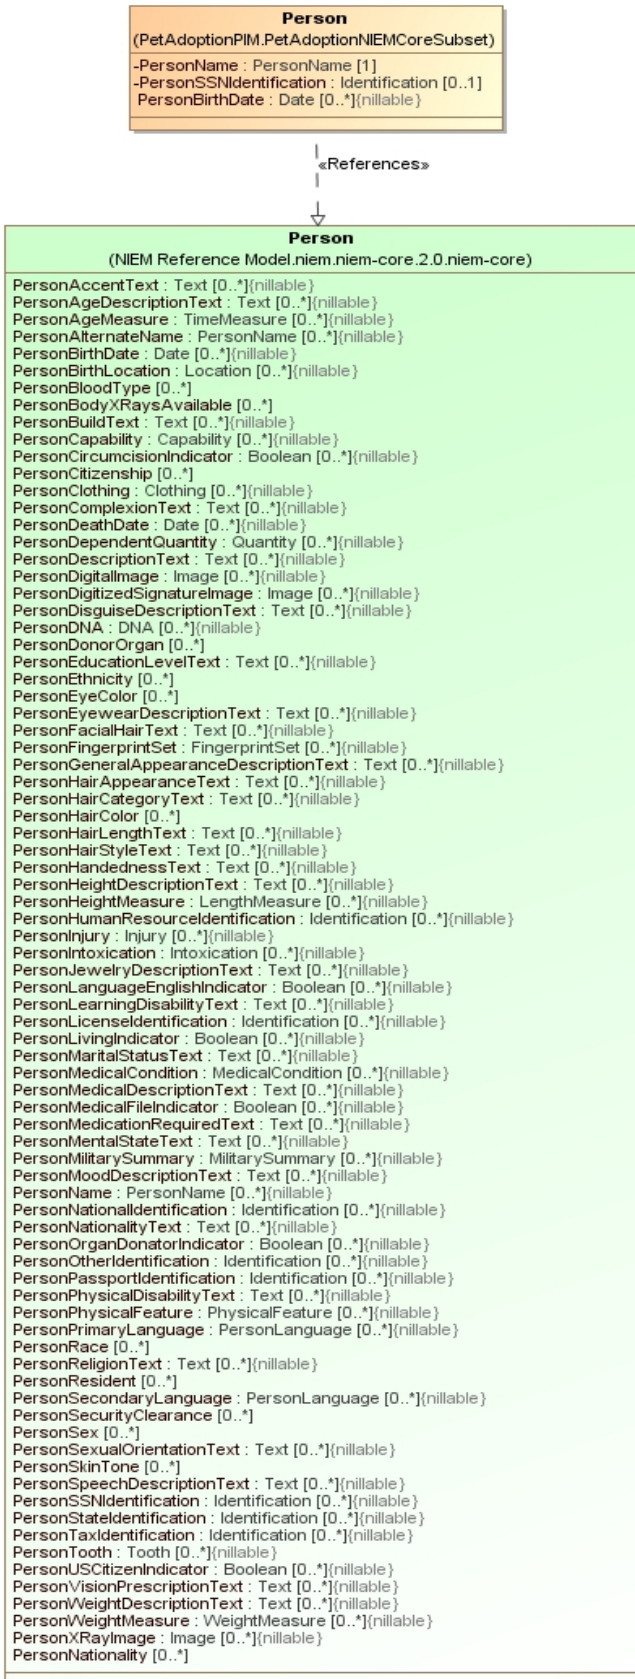 Person
(PetAdoptionPIM.PetAdoptionNIEMCoreSubset)
-PersonName : PersonName [1]
-PersonSSNIdentification : Identification [0..1]
PersonBirthDate : Date [0..*]{nillable}
«References»
Person
(NIEM Reference Model.niem.niem-core.2.0.niem-core)
PersonAccentText : Text [0..*]{nillable}
PersonAgeDescriptionText : Text [0..*]{nillable}
PersonAgeMeasure : TimeMeasure [0..*]{nillable}
PersonAlternateName : PersonName [0..*]{nillable}
PersonBirthDate : Date [0..*]{nillable}
PersonBirthLocation : Location [0..*]{nillable}
PersonBloodType [0..*]
PersonBodyXRaysAvailable [0..*]
PersonBuildText : Text [0..*]{nillable}
PersonCapability : Capability [0..*]{nillable}
PersonCircumcisionIndicator : Boolean [0..*]{nillable}
PersonCitizenship [0..*]
PersonClothing : Clothing [0..*]{nillable}
PersonComplexionText : Text [0..*]{nillable}
PersonDeathDate : Date [0..*]{nillable}
PersonDependentQuantity : Quantity [0..*]{nillable}
PersonDescriptionText : Text [0..*]{nillable}
PersonDigitalImage : Image [0..*]{nillable}
PersonDigitizedSignatureImage : Image [0..*]{nillable}
PersonDisguiseDescriptionText : Text [0..*]{nillable}
PersonDNA : DNA [0..*]{nillable}
PersonDonorOrgan [0..*]
PersonEducationLevelText : Text [0..*]{nillable}
PersonEthnicity [0..*]
PersonEyeColor [0..*]
PersonEyewearDescriptionText : Text [0..*]{nillable}
PersonFacialHairText : Text [0..*]{nillable}
PersonFingerprintSet : FingerprintSet [0..*]{nillable}
PersonGeneralAppearanceDescriptionText : Text [0..*]{nillable}
PersonHairAppearanceText : Text [0..*]{nillable}
PersonHairCategoryText : Text [0..*]{nillable}
PersonHairColor [0..*]
PersonHairLengthText : Text [0..*]{nillable}
PersonHairStyleText : Text [0..*]{nillable}
PersonHandednessText : Text [0..*]{nillable}
PersonHeightDescriptionText : Text [0..*]{nillable}
PersonHeightMeasure : LengthMeasure [0..*]{nillable}
PersonHumanResourceIdentification : Identification [0..*]{nillable}
PersonInjury : Injury [0..*]{nillable}
PersonIntoxication : Intoxication [0..*]{nillable}
PersonJewelryDescriptionText : Text [0..*]{nillable}
PersonLanguageEnglishIndicator : Boolean [0..*]{nillable}
PersonLearningDisabilityText : Text [0..*]{nillable}
PersonLicenseIdentification : Identification [0..*]{nillable}
PersonLivingIndicator : Boolean [0..*]{nillable}
PersonMaritalStatusText : Text [0..*]{nillable}
PersonMedicalCondition : MedicalCondition [0..*]{nillable}
PersonMedicalDescriptionText : Text [0..*]{nillable}
PersonMedicalFileIndicator : Boolean [0..*]{nillable}
PersonMedicationRequiredText : Text [0..*]{nillable}
PersonMentalStateText : Text [0..*]{nillable}
PersonMilitarySummary : MilitarySummary [0..*]{nillable}
PersonMoodDescriptionText : Text [0..*]{nillable}
PersonName : PersonName [0..*]{nillable}
PersonNationalIdentification : Identification [0..*]{nillable}
PersonNationalityText : Text [0..*]{nillable}
PersonOrganDonatorIndicator : Boolean [0..*]{nillable}
PersonOtherIdentification : Identification [0..*]{nillable}
PersonPassportIdentification : Identification [0..*]{nillable}
PersonPhysicalDisabilityText : Text [0..*]{nillable}
PersonPhysicalFeature : PhysicalFeature [0..*]{nillable}
PersonPrimaryLanguage : PersonLanguage [0..*]{nillable}
PersonRace [0..*]
PersonReligionText : Text [0..*]{nillable}
PersonResident [0..*]
PersonSecondaryLanguage : PersonLanguage [0..*]{nillable}
PersonSecurityClearance [0..*]
PersonSex [0..*]
PersonSexualOrientationText : Text [0..*]{nillable}
PersonSkinTone [0..*]
PersonSpeechDescriptionText : Text [0..*]{nillable}
PersonSSNIdentification : Identification [0..*]{nillable}
PersonStateIdentification : Identification [0..*]{nillable}
PersonTaxIdentification : Identification [0..*]{nillable}
PersonTooth : Tooth [0..*]{nillable}
PersonUSCitizenIndicator : Boolean [0..*]{nillable}
PersonVisionPrescriptionText : Text [0..*]{nillable}
PersonWeightDescriptionText : Text [0..*]{nillable}
PersonWeightMeasure : WeightMeasure [0..*]{nillable}
PersonXRayImage : Image [0..*]{nillable}
PersonNationality [0..*]